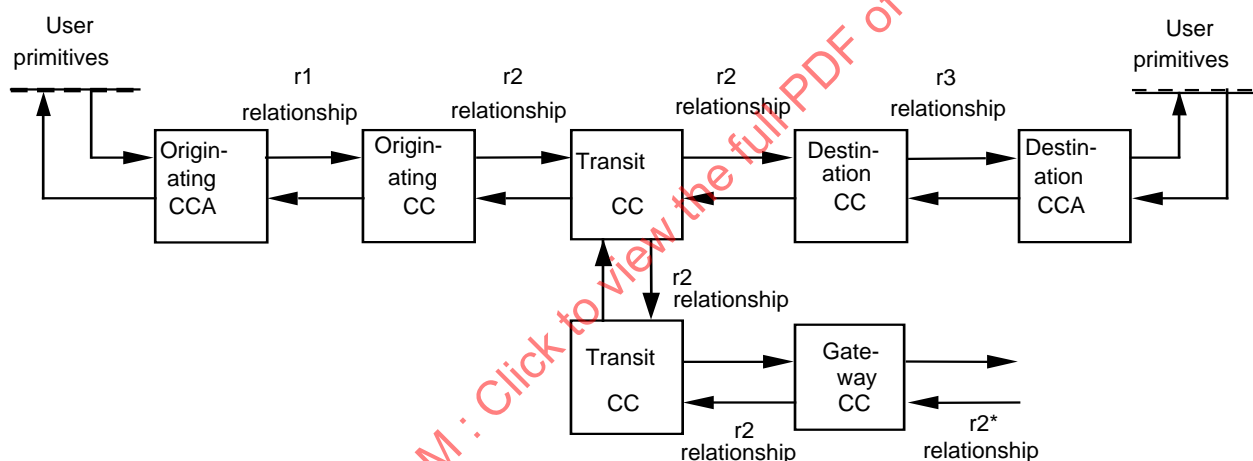 User
primitives
r1
relationship
r2
relationship
r2
relationship
r3
relationship
User
primitives
Origin-
ating
CCA
Origin-
ating
CC
Transit
CC
Destin-
ation
CC
Destin-
ation
CCA
r2
relationship
Transit
CC
Gate-
way
CC
r2
relationship
r2*
relationship
M : Click to view the full PDF of